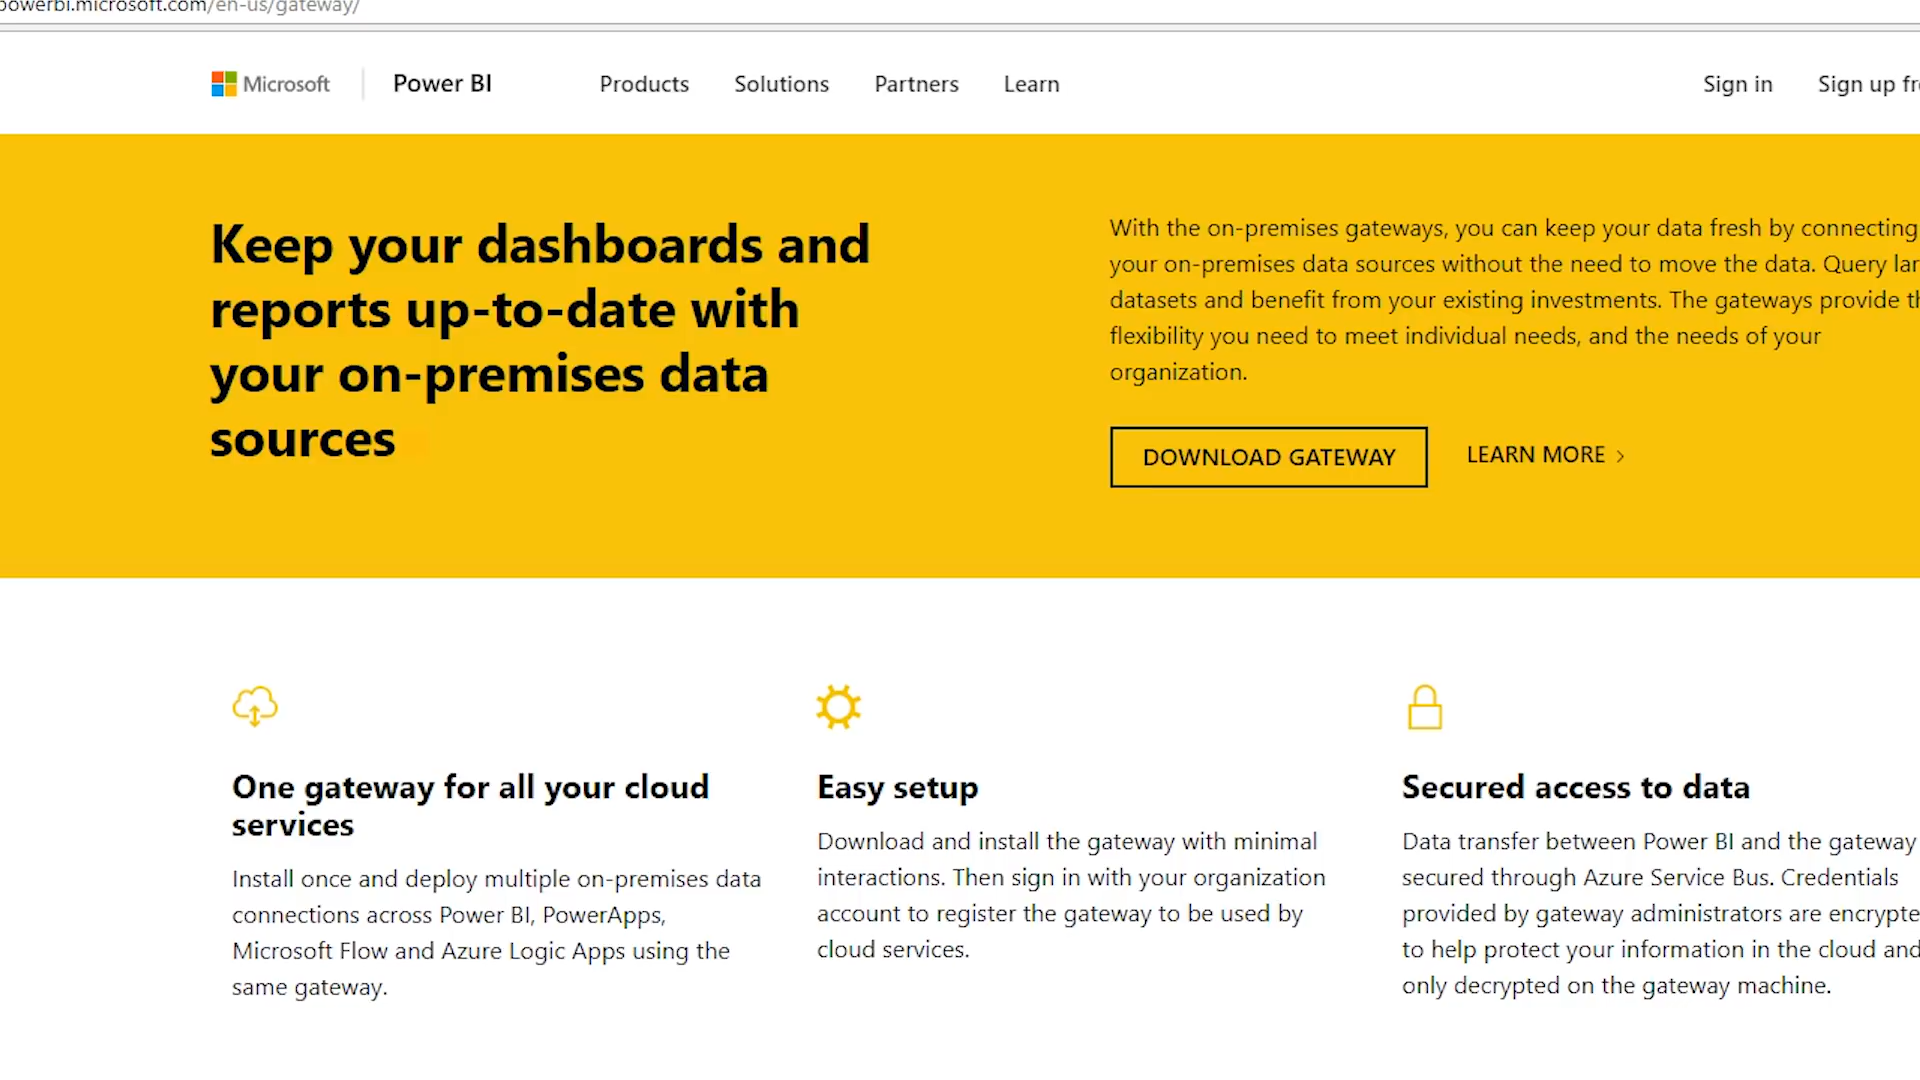 powerbi.microsoft.com/en-us/gateway/
Microsoft Power BI Products Solutions Partners Learn Sign in Sign up
Keep your dashboards and
reports up-to-date with
your on-premises data
sources
With the on-premises gateways, you can keep your data fresh by connecting
your on-premises data sources without the need to move the data. Query
datasets and benefit from your existing investments. The gateways provide
flexibility you need to meet individual needs, and the needs of your
organization.
DOWNLOAD GATEWAY LEARN MORE >
One gateway for all your cloud
services
Install once and deploy multiple on-premises data
connections across Power BI, PowerApps,
Microsoft Flow and Azure Logic Apps using the
same gateway.
Easy setup
Download and install the gateway with minimal
interactions. Then sign in with your organization
account to register the gateway to be used by
cloud services.
Secured access to data
Data transfer between Power BI and the gateway
secured through Azure Service Bus. Credentials
provided by gateway administrators are
to help protect your information in the cloud and
only decrypted on the gateway machine.